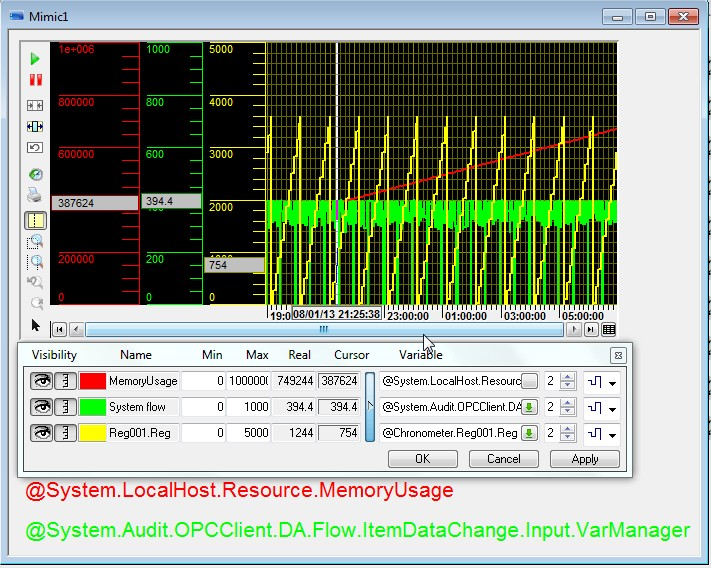 Mimic1
1e+006 1000 5000
800000 800 4000
600000 600 3000
387624 394.4 2000
754
200000 200
0 0 0
19:0 08/01/13 21:25:38 23:00:00 01:00:00 03:00:00 05:00:00
Visibility Name Min Max Real Cursor Variable
MemoryUsage 0 100000 749244 387624 @System.LocalHost.Resourc 2
System flow 0 1000 394.4 394.4 @System.Audit.OPCClient.DA 2
Reg001.Reg 0 5000 1244 754 @Chronometer.Reg001.Reg 2
OK Cancel Apply
@System.LocalHost.Resource.MemoryUsage
@System.Audit.OPCClient.DA.Flow.ItemDataChange.Input.VarManager